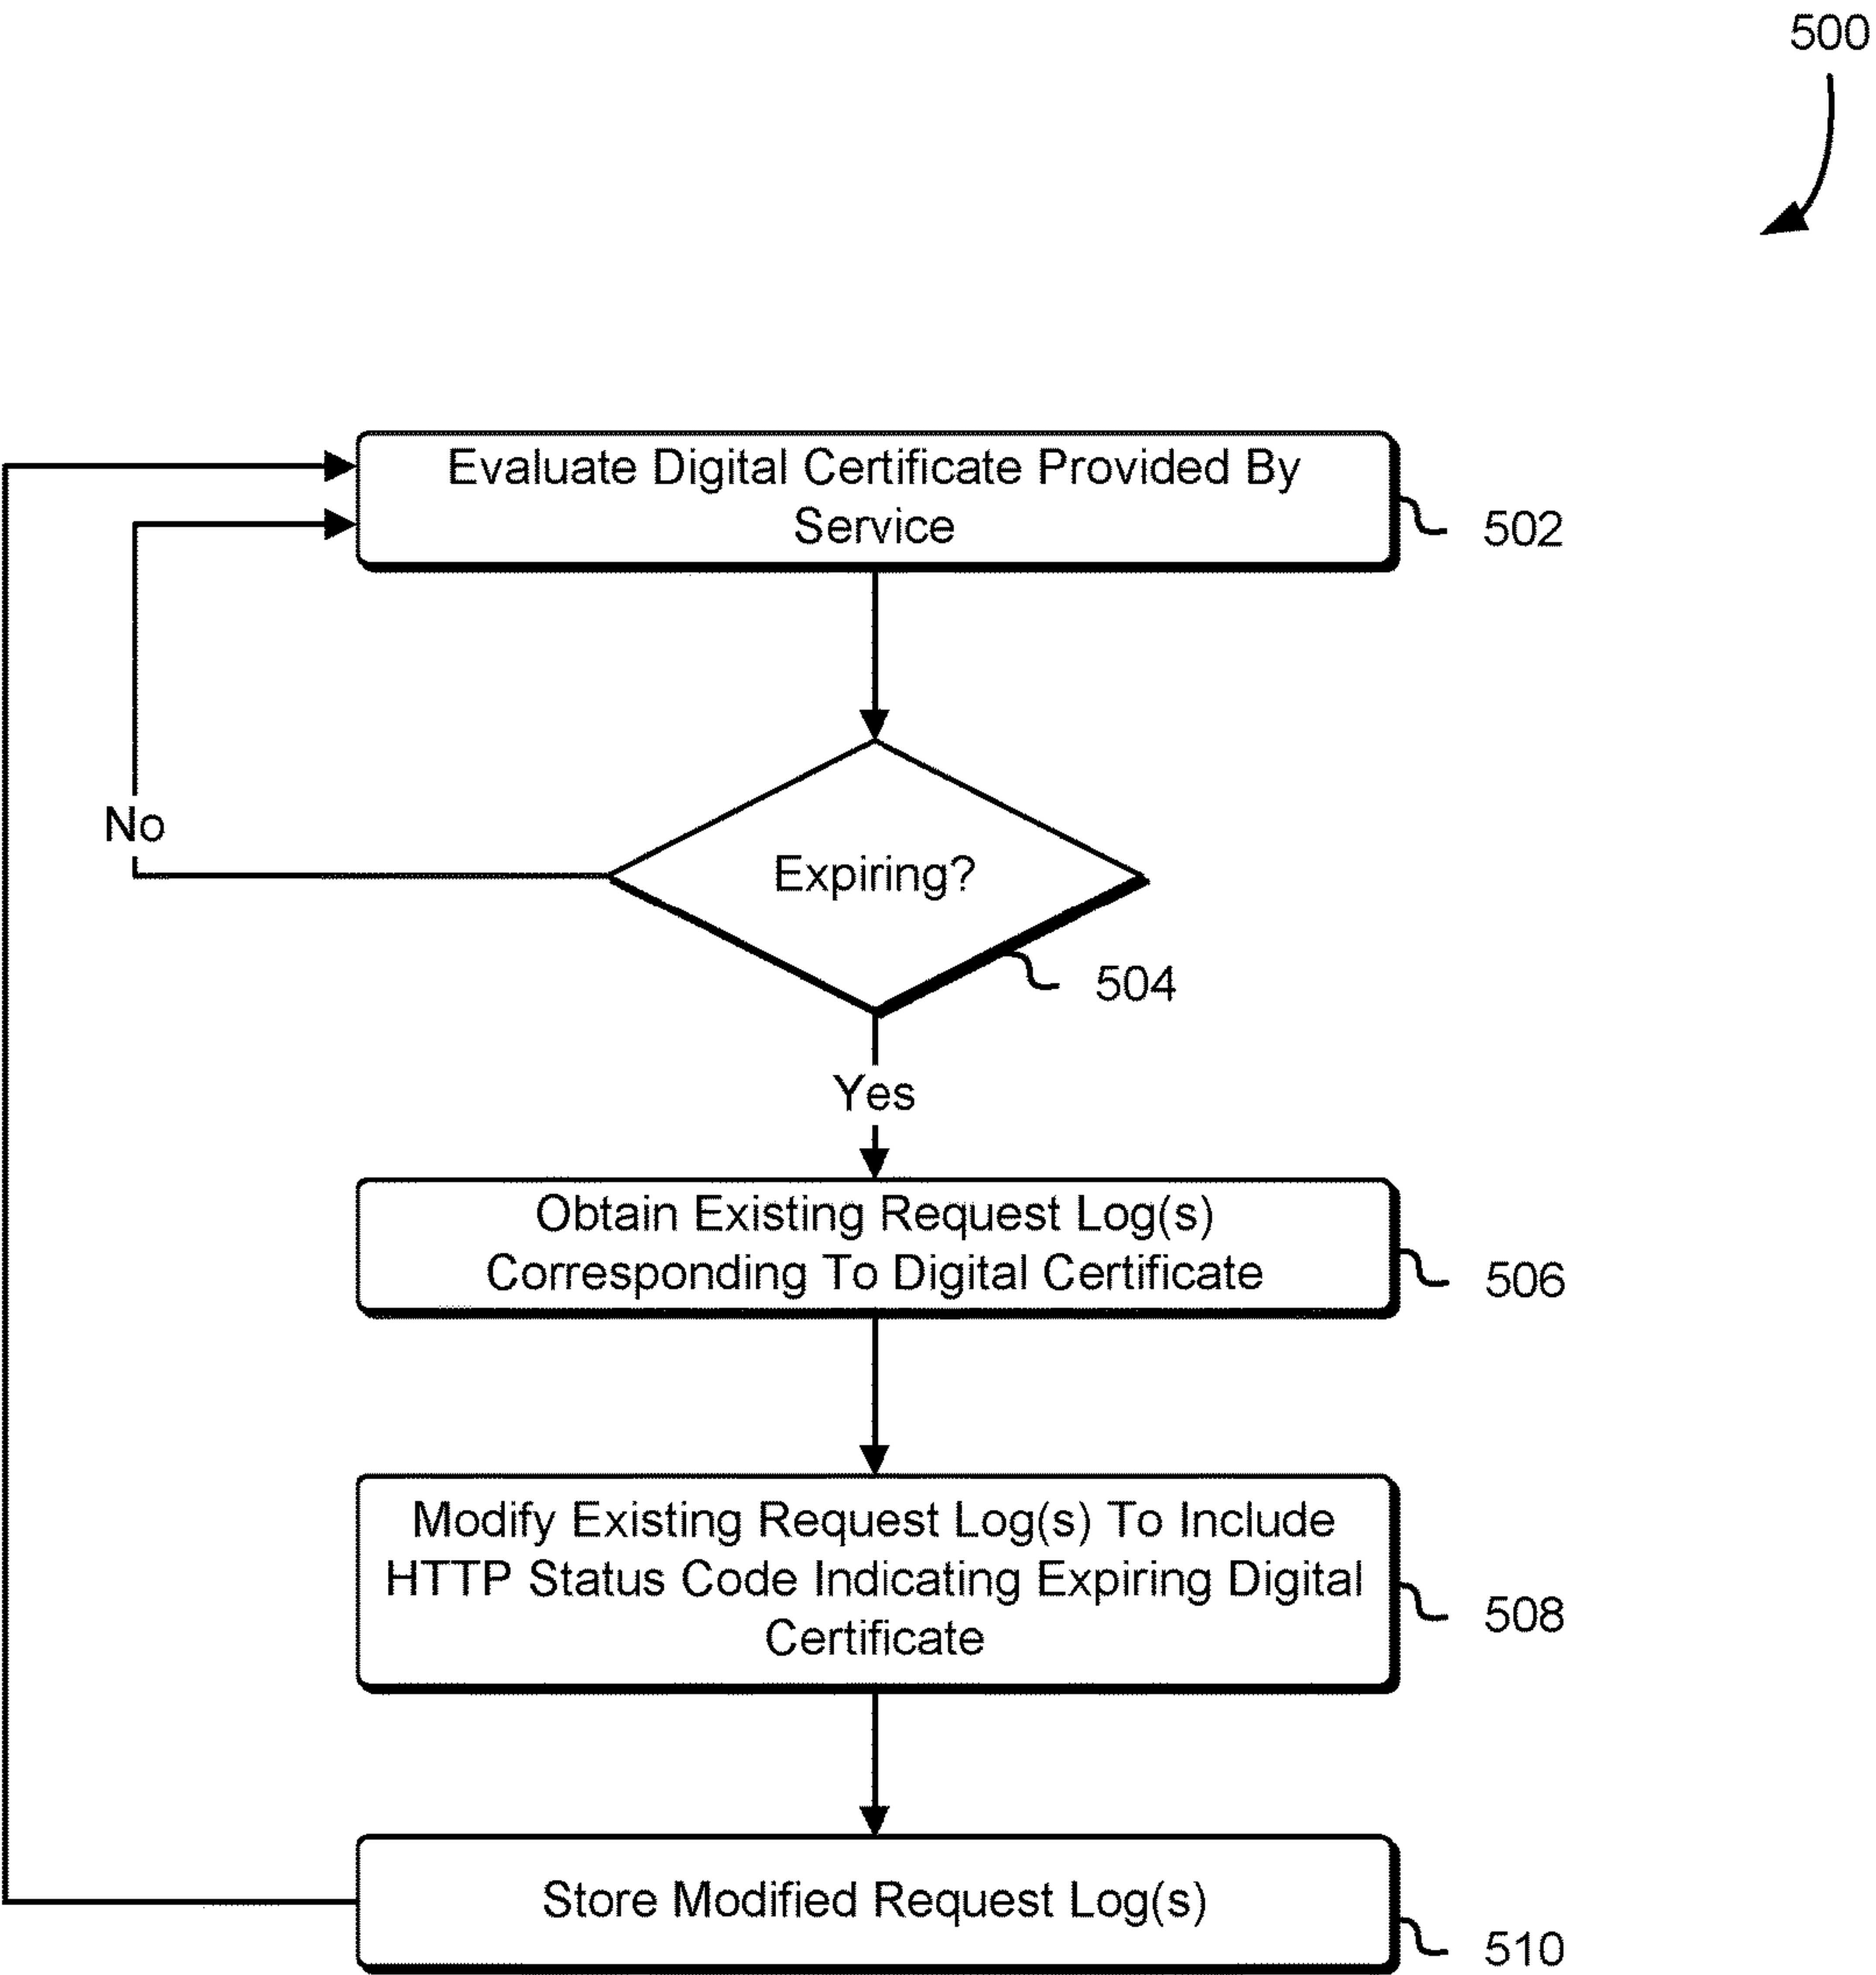 500
Evaluate Digital Certificate Provided By
Service
502
No
Expiring?
504
Yes
Obtain Existing Request Log(s)
Corresponding To Digital Certificate
506
Modify Existing Request Log(s) To Include
HTTP Status Code Indicating Expiring Digital
Certificate
508
Store Modified Request Log(s)
510